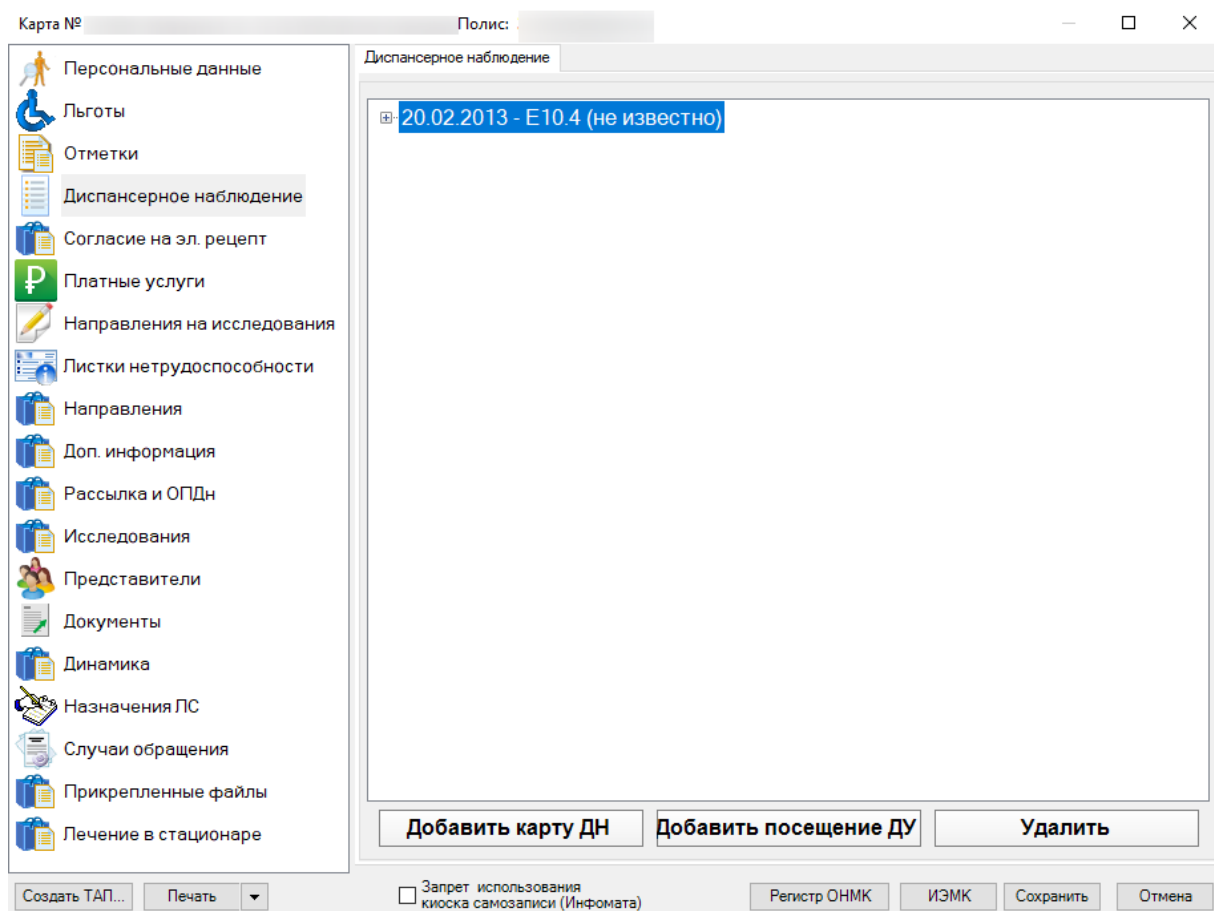 Карта № Полис:
Диспансерное наблюдение
Персональные данные
Льготы
Отметки
Диспансерное наблюдение
Согласие на эл. рецепт
Платные услуги
Направления на исследования
Листки нетрудоспособности
Направления
Доп. информация
Рассылка и ОПДн
Исследования
Представители
Документы
Динамика
Назначения ЛС
Случаи обращения
Прикрепленные файлы
Лечение в стационаре
20.02.2013 - E10.4 (не известно)
Добавить карту ДН Добавить посещение ДУ Удалить
Создать ТАП... Печать
Запрет использования
киоска самозаписи (Инфомата)
Регистр ОНМК ИЭМК Сохранить Отмена